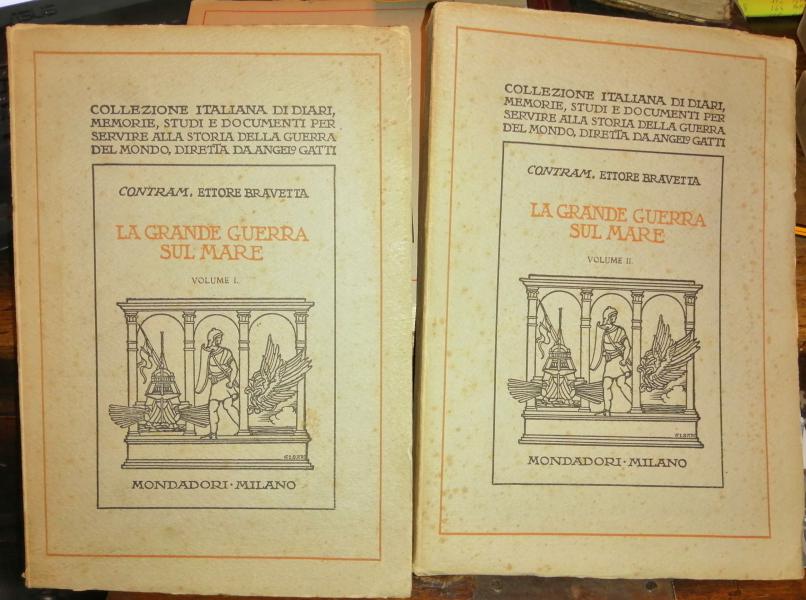 ASUS
COLLEZIONE ITALIANA DI DIARI,
MEMORIE, STUDI E DOCUMENTI PER
SERVIRE ALLA STORIA DELLA GUERRA
DEL MONDO, DIRETTA DA ANGELO GATTI
CONTRAM. ETTORE BRAVETTA
LA GRANDE GUERRA
SUL MARE
VOLUME I.
MONDADORI · MILANO
COLLEZIONE ITALIANA DI DIARI,
MEMORIE, STUDI E DOCUMENTI PER
SERVIRE ALLA STORIA DELLA GUERRA
DEL MONDO, DIRETTA DA ANGELO GATTI
CONTRAM. ETTORE BRAVETTA
LA GRANDE GUERRA
SUL MARE
VOLUME II.
MONDADORI · MILANO